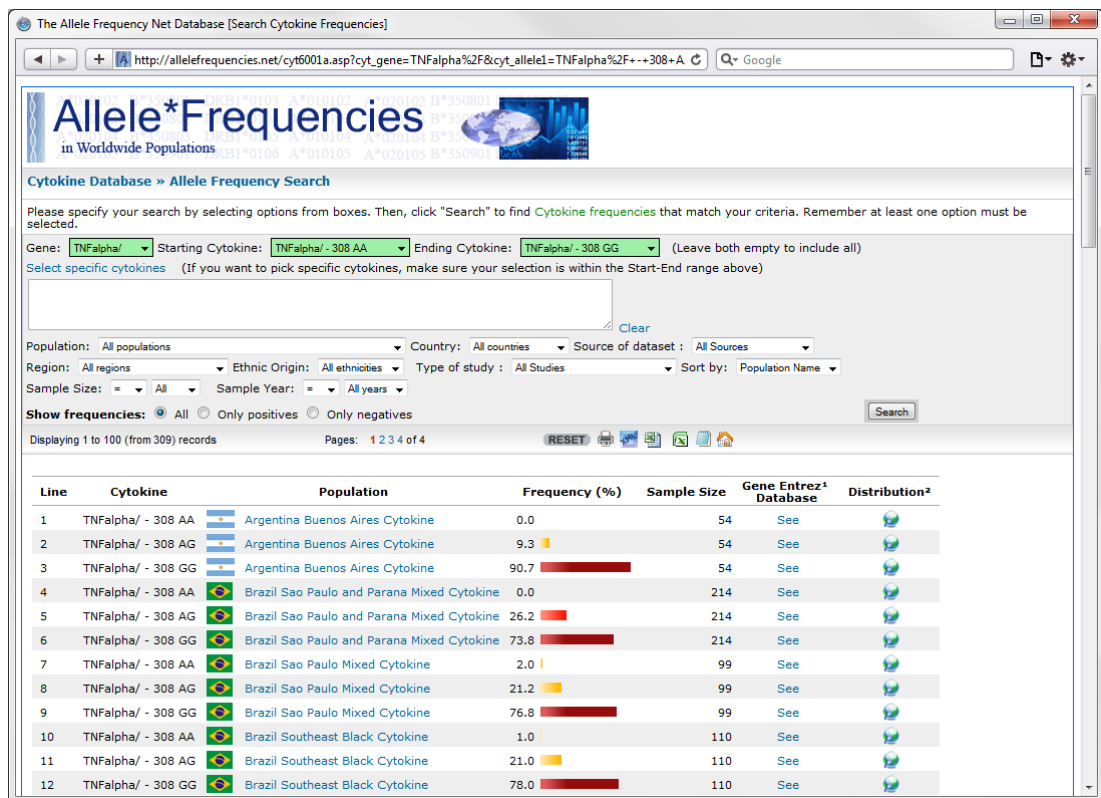 The Allele Frequency Net Database [Search Cytokine Frequencies]
http://allelefrequencies.net/cyt6001a.asp?cyt_gene=TNFalpha%2F&cyt_allele1=TNFalpha%2F+-+308+A Google
Allele*Frequencies
in Worldwide Populations
Cytokine Database » Allele Frequency Search
Please specify your search by selecting options from boxes. Then, click "Search" to find Cytokine frequencies that match your criteria. Remember at least one option must be
selected.
Gene: TNFalpha/ Starting Cytokine: TNFalpha/ - 308 AA Ending Cytokine: TNFalpha/ - 308 GG (Leave both empty to include all)
Select specific cytokines (If you want to pick specific cytokines, make sure your selection is within the Start-End range above)
Clear
Population: All populations Country: All countries Source of dataset : All Sources
Region: All regions Ethnic Origin: All ethnicities Type of study : All Studies Sort by: Population Name
Sample Size: = All Sample Year: = All years
Show frequencies: All Only positives Only negatives Search
Displaying 1 to 100 (from 309) records Pages: 1 2 3 4 of 4 RESET
Line Cytokine Population Frequency (%) Sample Size Gene Entrez¹ Database Distribution²
1 TNFalpha/ - 308 AA Argentina Buenos Aires Cytokine 0.0 54 See
2 TNFalpha/ - 308 AG Argentina Buenos Aires Cytokine 9.3 54 See
3 TNFalpha/ - 308 GG Argentina Buenos Aires Cytokine 90.7 54 See
4 TNFalpha/ - 308 AA Brazil Sao Paulo and Parana Mixed Cytokine 0.0 214 See
5 TNFalpha/ - 308 AG Brazil Sao Paulo and Parana Mixed Cytokine 26.2 214 See
6 TNFalpha/ - 308 GG Brazil Sao Paulo and Parana Mixed Cytokine 73.8 214 See
7 TNFalpha/ - 308 AA Brazil Sao Paulo Mixed Cytokine 2.0 99 See
8 TNFalpha/ - 308 AG Brazil Sao Paulo Mixed Cytokine 21.2 99 See
9 TNFalpha/ - 308 GG Brazil Sao Paulo Mixed Cytokine 76.8 99 See
10 TNFalpha/ - 308 AA Brazil Southeast Black Cytokine 1.0 110 See
11 TNFalpha/ - 308 AG Brazil Southeast Black Cytokine 21.0 110 See
12 TNFalpha/ - 308 GG Brazil Southeast Black Cytokine 78.0 110 See